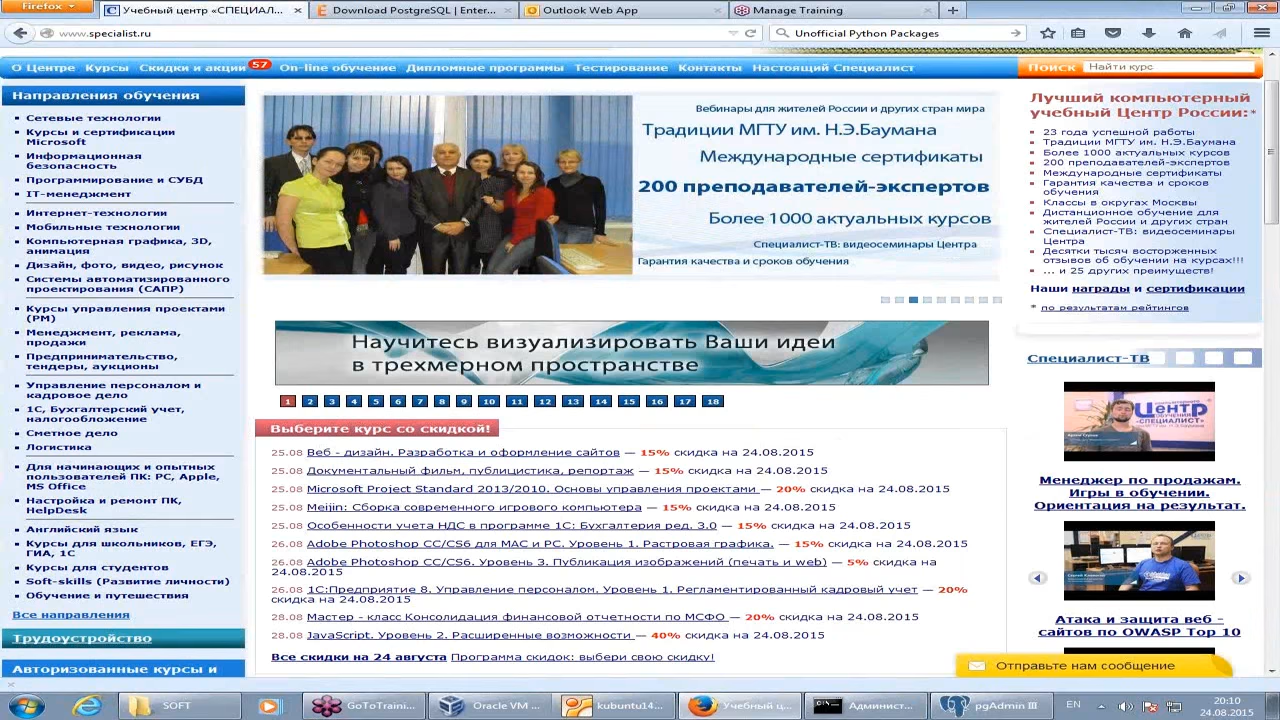 Firefox
Учебный центр «СПЕЦИАЛ...
Download PostgreSQL | Enter...
Outlook Web App
Manage Training
www.specialist.ru
Unofficial Python Packages
О Центре Курсы Скидки и акции 57 On-line обучение Дипломные программы Тестирование Контакты Настоящий Специалист
Поиск Найти курс
Направления обучения
Сетевые технологии
Курсы и сертификации
Microsoft
Информационная
безопасность
Программирование и СУБД
IT-менеджмент
Интернет-технологии
Мобильные технологии
Компьютерная графика, 3D,
анимация
Дизайн, фото, видео, рисунок
Системы автоматизированного
проектирования (САПР)
Курсы управления проектами
(PM)
Менеджмент, реклама,
продажи
Предпринимательство,
тендеры, аукционы
Управление персоналом и
кадровое дело
1С, Бухгалтерский учет,
налогообложение
Сметное дело
Логистика
Для начинающих и опытных
пользователей ПК: PC, Apple,
MS Office
Настройка и ремонт ПК,
HelpDesk
Английский язык
Курсы для школьников, ЕГЭ,
ГИА, 1С
Курсы для студентов
Soft-skills (Развитие личности)
Обучение и путешествия
Все направления
Трудоустройство
Авторизованные курсы и
Вебинары для жителей России и других стран мира
Традиции МГТУ им. Н.Э.Баумана
Международные сертификаты
200 преподавателей-экспертов
Более 1000 актуальных курсов
Специалист-ТВ: видеосеминары Центра
Гарантия качества и сроков обучения
Научитесь визуализировать Ваши идеи
в трехмерном пространстве
1 2 3 4 5 6 7 8 9 10 11 12 13 14 15 16 17 18
Выберите курс со скидкой!
25.08 Веб - дизайн. Разработка и оформление сайтов — 15% скидка на 24.08.2015
25.08 Документальный фильм, публицистика, репортаж — 15% скидка на 24.08.2015
25.08 Microsoft Project Standard 2013/2010. Основы управления проектами — 20% скидка на 24.08.2015
25.08 Meijin: Сборка современного игрового компьютера — 15% скидка на 24.08.2015
25.08 Особенности учета НДС в программе 1С: Бухгалтерия ред. 3.0 — 15% скидка на 24.08.2015
25.08 Adobe Photoshop CC/CS6 для MAC и PC. Уровень 1. Растровая графика. — 15% скидка на 24.08.2015
25.08 Adobe Photoshop CC/CS6. Уровень 3. Публикация изображений (печать и web) — 5% скидка на
24.08.2015
26.08 1С:Предприятие 8. Управление персоналом. Уровень 1. Регламентированный кадровый учет — 20%
скидка на 24.08.2015
28.08 Мастер - класс Консолидация финансовой отчетности по МСФО — 20% скидка на 24.08.2015
28.08 JavaScript. Уровень 2. Расширенные возможности — 40% скидка на 24.08.2015
Все скидки на 24 августа Программа скидок: выбери свою скидку!
Лучший компьютерный
учебный Центр России:*
23 года успешной работы
Традиции МГТУ им. Н.Э.Баумана
Более 1000 актуальных курсов
200 преподавателей-экспертов
Международные сертификаты
Гарантия качества и сроков
обучения
Классы в округах Москвы
Дистанционное обучение для
жителей России и других стран
Специалист-ТВ: видеосеминары
Центра
Десятки тысяч восторженных
отзывов об обучении на курсах!!!
... и 25 других преимуществ!
Наши награды и сертификации
* по результатам рейтингов
Специалист-ТВ
Центр
Менеджер по продажам.
Игры в обучении.
Ориентация на результат.
Атака и защита веб -
сайтов по OWASP Top 10
Отправьте нам сообщение
SOFT
GoToTraini...
Oracle VM ...
kubuntu14...
Учебный ц...
Админист...
pgAdmin III
EN
20:10
24.08.2015